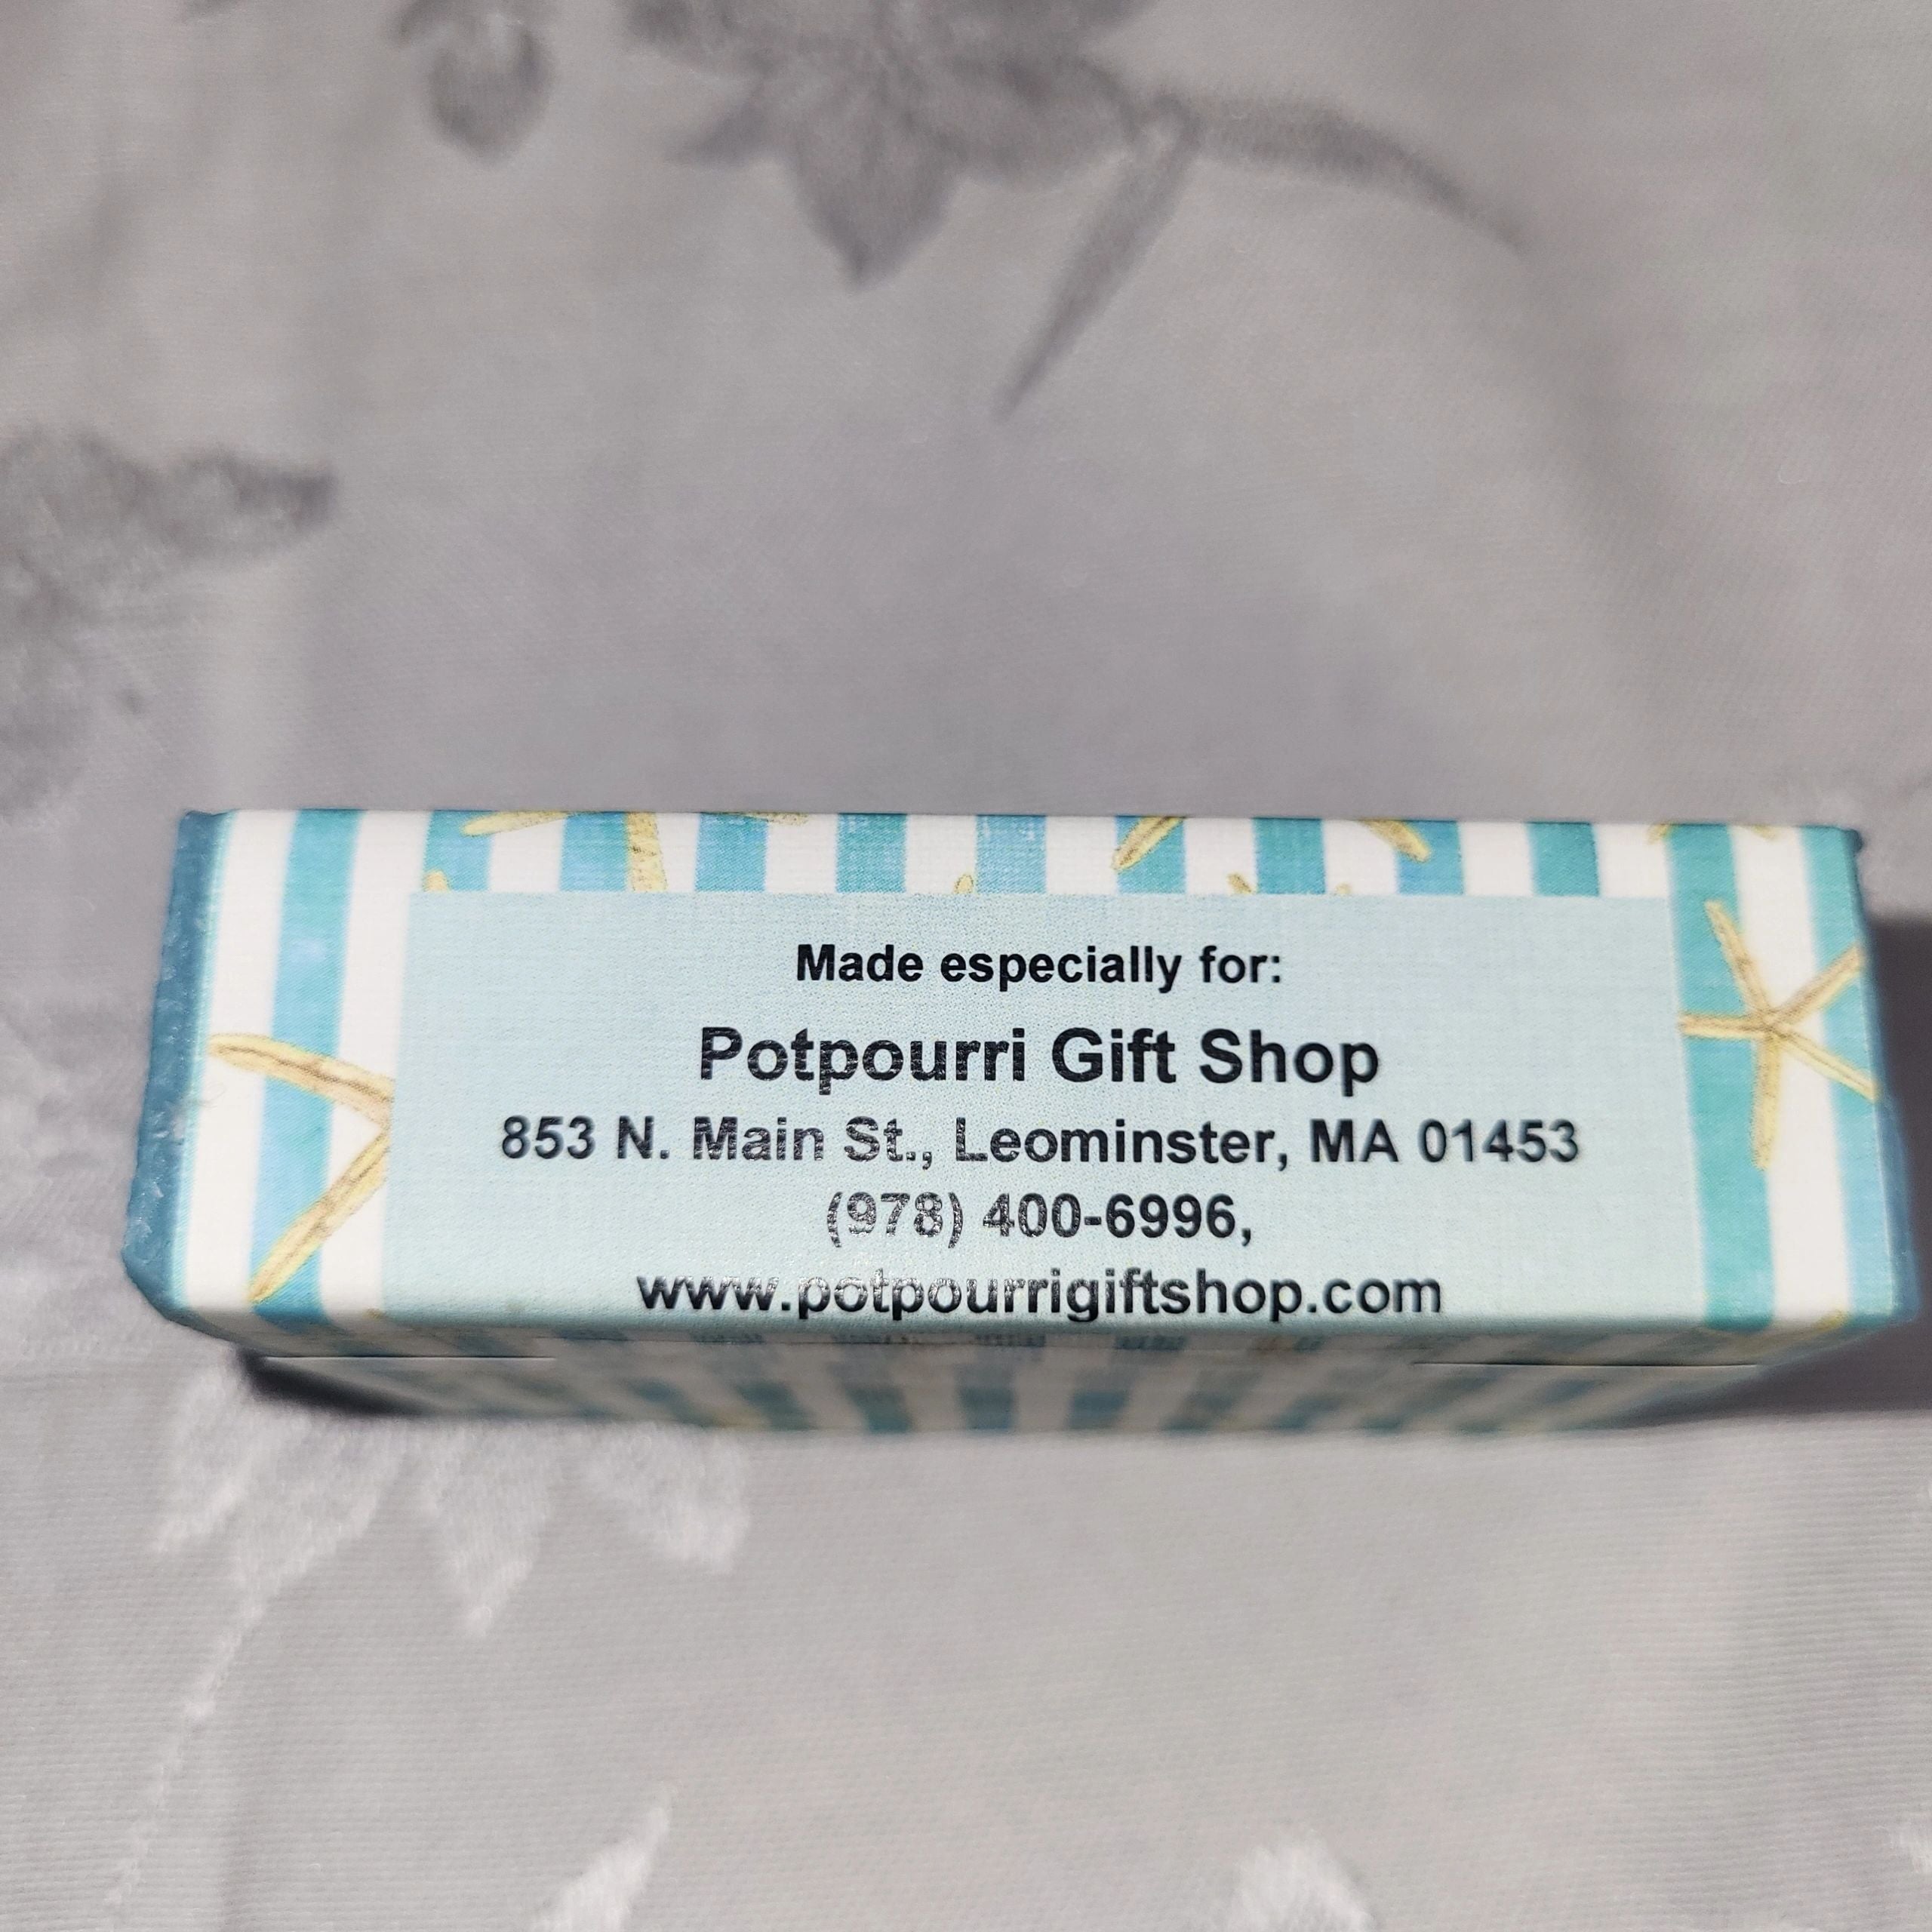 Made especially for:
Potpourri Gift Shop
853 N. Main St., Leominster, MA 01453
(978) 400-6996,
www.potpourrigiftshop.com